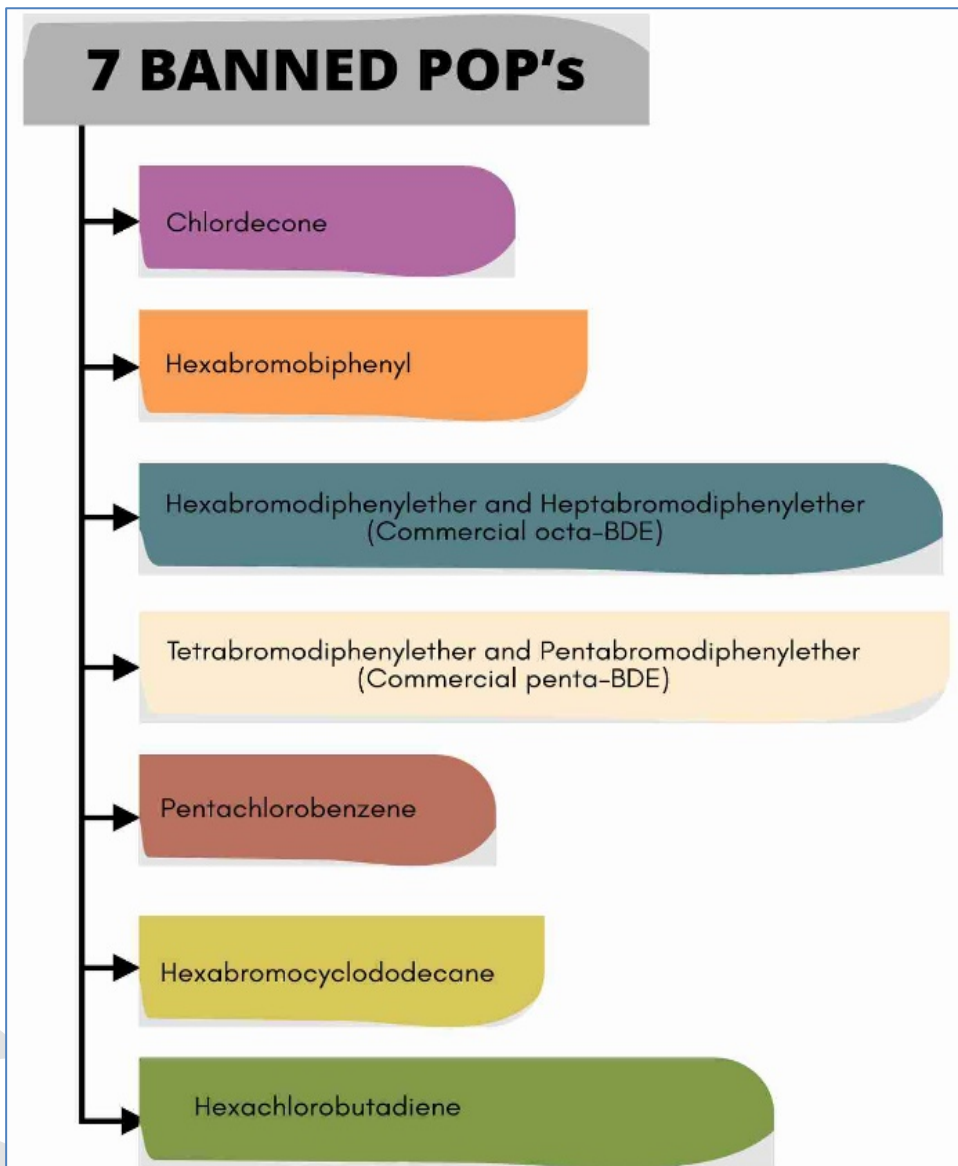 7 BANNED POP's
Chlordecone
Hexabromobiphenyl
Hexabromodiphenylether and Heptabromodiphenylether
(Commercial octa-BDE)
Tetrabromodiphenylether and Pentabromodiphenylether
(Commercial penta-BDE)
Pentachlorobenzene
Hexabromocyclododecane
Hexachlorobutadiene